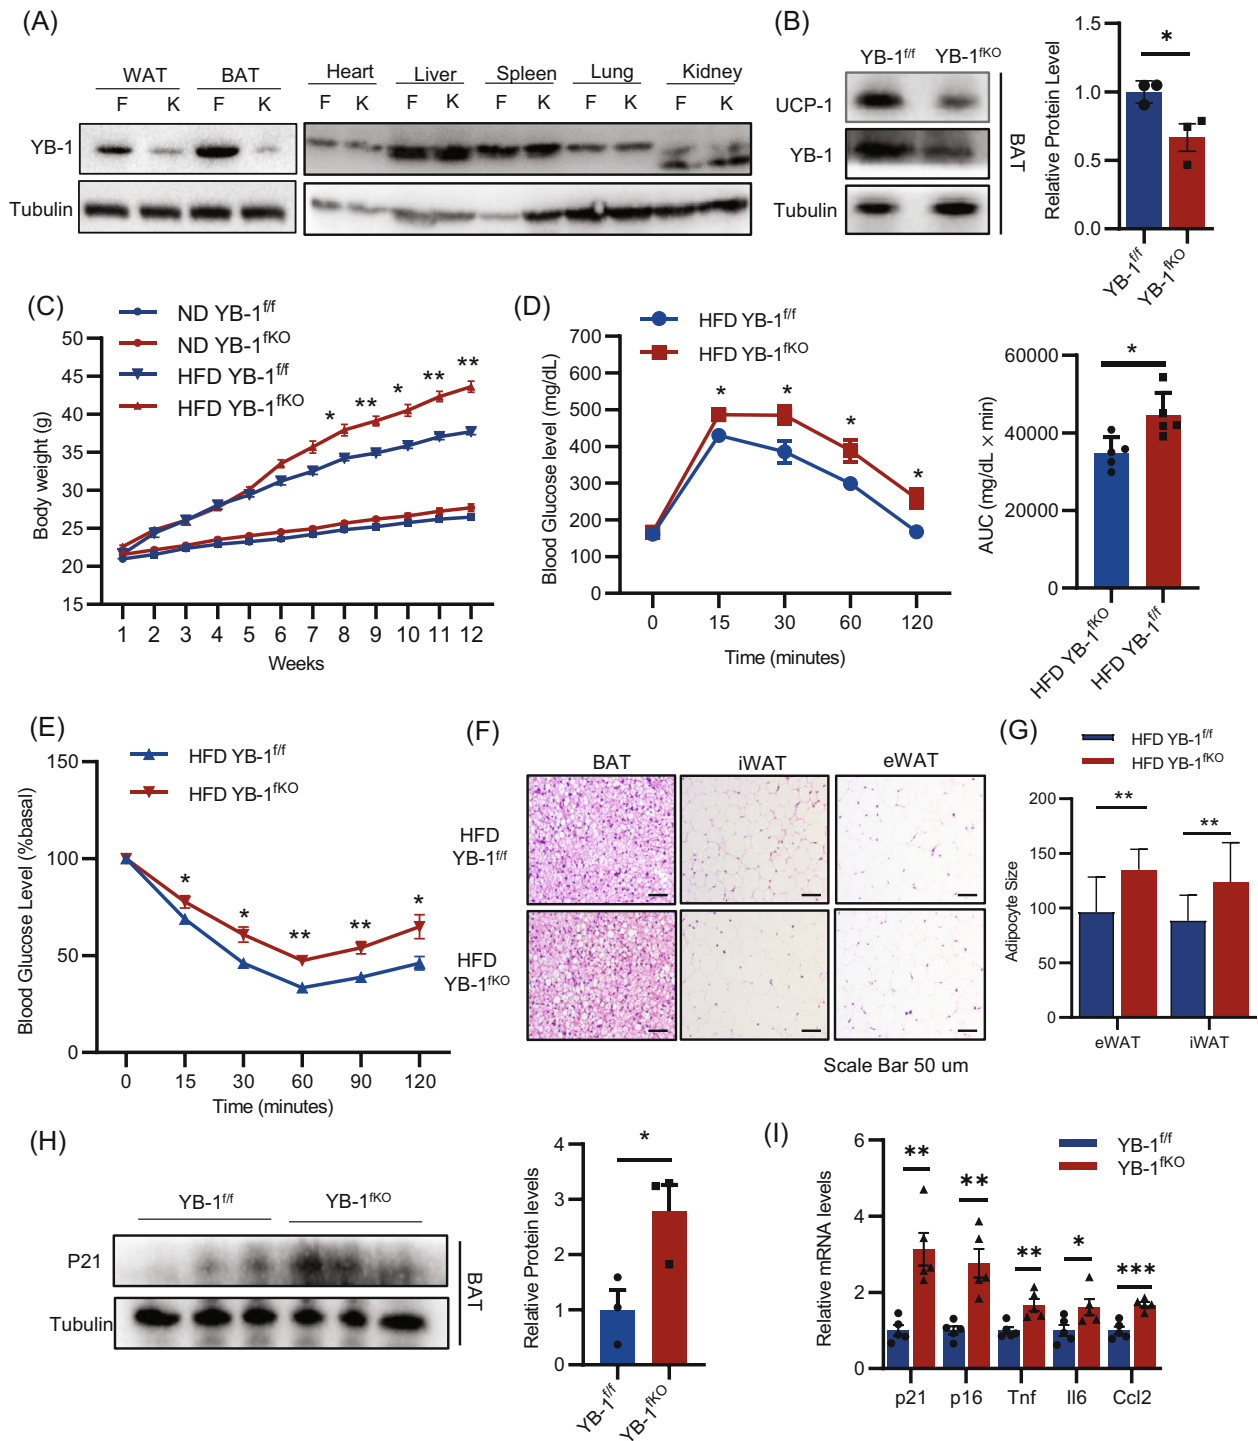 (A)
WAT BAT Heart Liver Spleen Lung Kidney
F K F K F K F K F K F K F K
YB-1
Tubulin
(B)
YB-1f/f YB-1fKO
UCP-1
YB-1
Tubulin
BAT
Relative Protein Level
1.5
1.0
0.5
0.0
*
YB-1f/f
YB-1fKO
(C)
ND YB-1f/f
ND YB-1fKO
HFD YB-1f/f
HFD YB-1fKO
Body weight (g)
50
45
40
35
30
25
20
15
* ** * ** **
1 2 3 4 5 6 7 8 9 10 11 12
Weeks
(D)
HFD YB-1f/f
HFD YB-1fKO
Blood Glucose level (mg/dL)
700
600
500
400
300
200
100
0
* * * *
0 15 30 60 120
Time (minutes)
AUC (mg/dL × min)
60000
40000
20000
0
*
HFD YB-1fKO
HFD YB-1f/f
(E)
HFD YB-1f/f
HFD YB-1fKO
Blood Glucose Level (%basal)
150
100
50
0
* * ** ** *
0 15 30 60 90 120
Time (minutes)
(F)
BAT iWAT eWAT
HFD
YB-1f/f
HFD
YB-1fKO
Scale Bar 50 um
(G)
HFD YB-1f/f
HFD YB-1fKO
Adipocyte Size
200
150
100
50
0
** **
eWAT iWAT
(H)
YB-1f/f YB-1fKO
P21
Tubulin
BAT
Relative Protein levels
4
3
2
1
0
*
YB-1f/f
YB-1fKO
(I)
YB-1f/f
YB-1fKO
Relative mRNA levels
6
4
2
0
** ** ** * ***
p21 p16 Tnf Il6 Ccl2